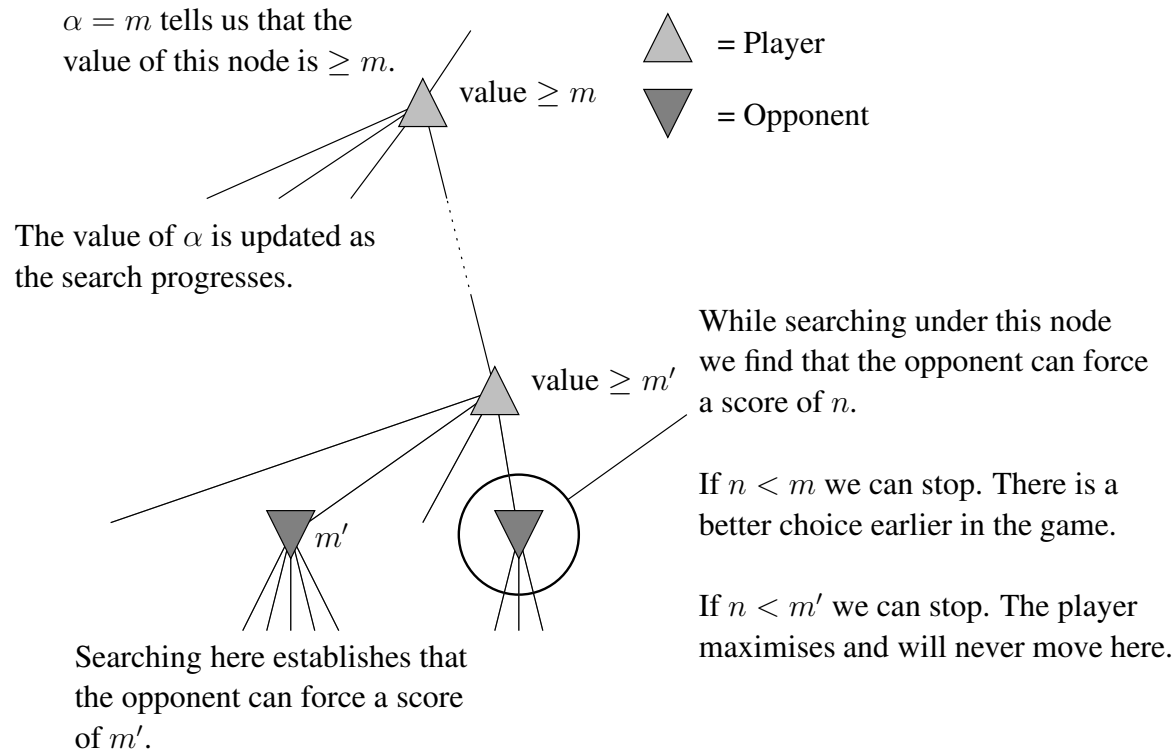 α = m tells us that the
value of this node is ≥ m.
value ≥ m
= Player
= Opponent
The value of α is updated as
the search progresses.
value ≥ m′
While searching under this node
we find that the opponent can force
a score of n.
If n < m we can stop. There is a
better choice earlier in the game.
If n < m′ we can stop. The player
maximises and will never move here.
m′
Searching here establishes that
the opponent can force a score
of m′.